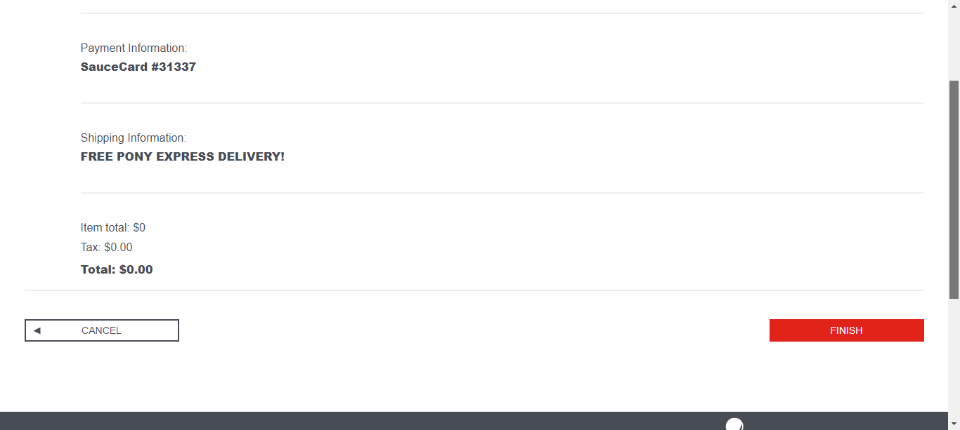 Payment Information:
SauceCard #31337
Shipping Information:
FREE PONY EXPRESS DELIVERY!
Item total: $0
Tax: $0.00
Total: $0.00
CANCEL
FINISH